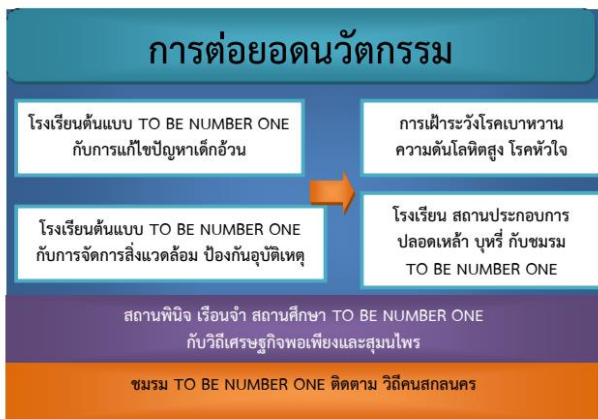 การต่อยอดนวัตกรรม
โรงเรียนต้นแบบ TO BE NUMBER ONE
กับการแก้ไขปัญหาเด็กอ้วน
การเฝ้าระวังโรคเบาหวาน
ความดันโลหิตสูง โรคหัวใจ
โรงเรียนต้นแบบ TO BE NUMBER ONE
กับการจัดการสิ่งแวดล้อม ป้องกันอุบัติเหตุ
โรงเรียน สถานประกอบการ
ปลอดเหล้า บุหรี่ กับชมรม
TO BE NUMBER ONE
สถานพินิจ เรือนจำ สถานศึกษา TO BE NUMBER ONE
กับวิถีเศรษฐกิจพอเพียงและสุมนไพร
ชมรม TO BE NUMBER ONE ติดตาม วิถีคนสกลนคร